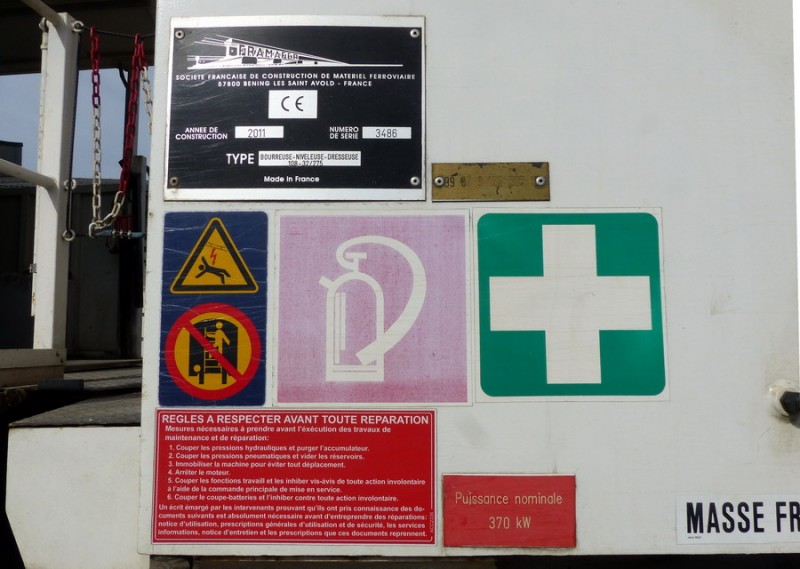 FRAMAFER
SOCIETE FRANCAISE DE CONSTRUCTION DE MATERIEL FERROVIAIRE
57800 BENING LES SAINT AVOLD - FRANCE
CE
ANNEE DE CONSTRUCTION 2011 NUMERO DE SERIE 3486
TYPE BOURREUSE-NIVELEUSE-DRESSEUSE
108-32/275
Made in France
REGLES A RESPECTER AVANT TOUTE REPARATION
Mesures nécessaires à prendre avant l'éxécution des travaux de
maintenance et de réparation:
1. Couper les pressions hydrauliques et purger l'accumulateur.
2. Couper les pressions pneumatiques et vider les réservoirs.
3. Immobiliser la machine pour éviter tout déplacement.
4. Arrêter le moteur.
5. Couper les fonctions travaill et les inhiber vis-àvis de toute action involontaire
à l'aide de la commande principale de mise en service.
6. Couper le coupe-batteries et l'inhiber contre toute action involontaire.
Un écrit émargé par les intervenants prouvant qu'ils ont pris connaissance des do-
cuments suivants est absolument nécessaire avant d'entreprendre des réparations:
notice d'utilisation, prescriptions générales d'utilisation et de sécurité, les services
informations, notice d'entretien et les prescriptions que ces documents reprennent.
Puissance nominale
370 kW
MASSE FR